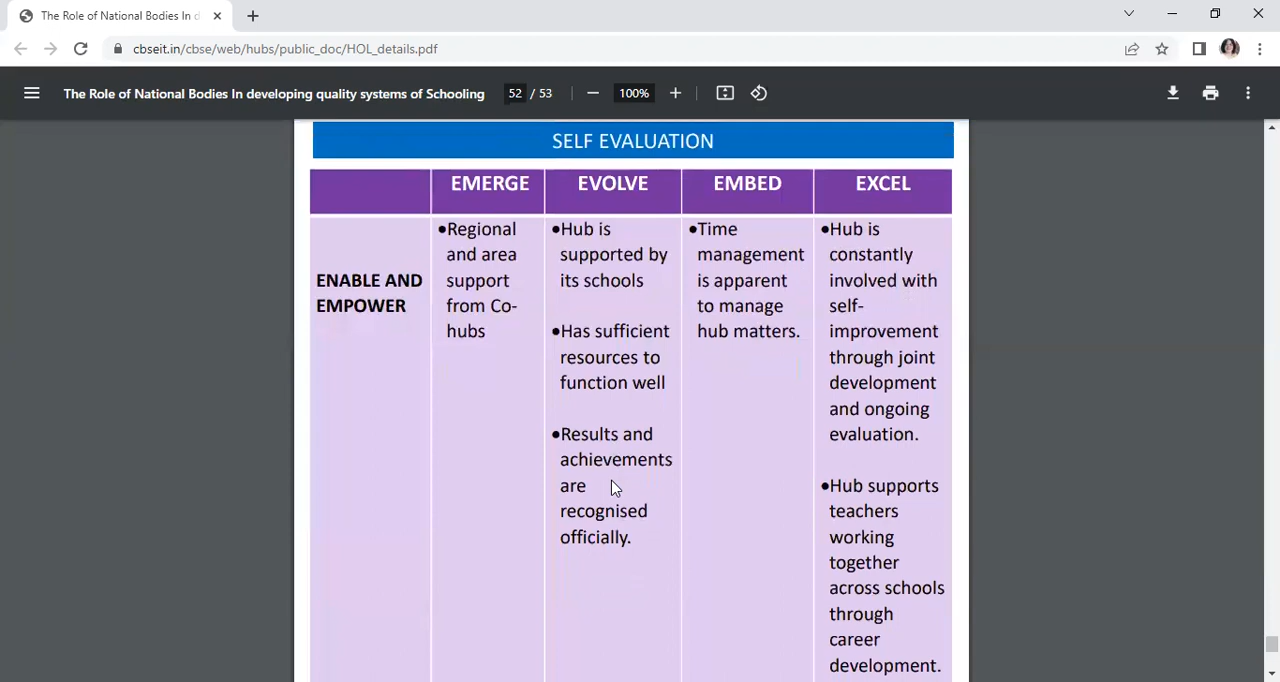 The Role of National Bodies In d
cbseit.in/cbse/web/hubs/public_doc/HOL_details.pdf
The Role of National Bodies In developing quality systems of Schooling
52 / 53
100%
SELF EVALUATION
EMERGE
EVOLVE
EMBED
EXCEL
ENABLE AND
EMPOWER
•Regional
and area
support
from Co-
hubs
•Hub is
supported by
its schools
•Has sufficient
resources to
function well
•Results and
achievements
are
recognised
officially.
•Time
management
is apparent
to manage
hub matters.
•Hub is
constantly
involved with
self-
improvement
through joint
development
and ongoing
evaluation.
•Hub supports
teachers
working
together
across schools
through
career
development.